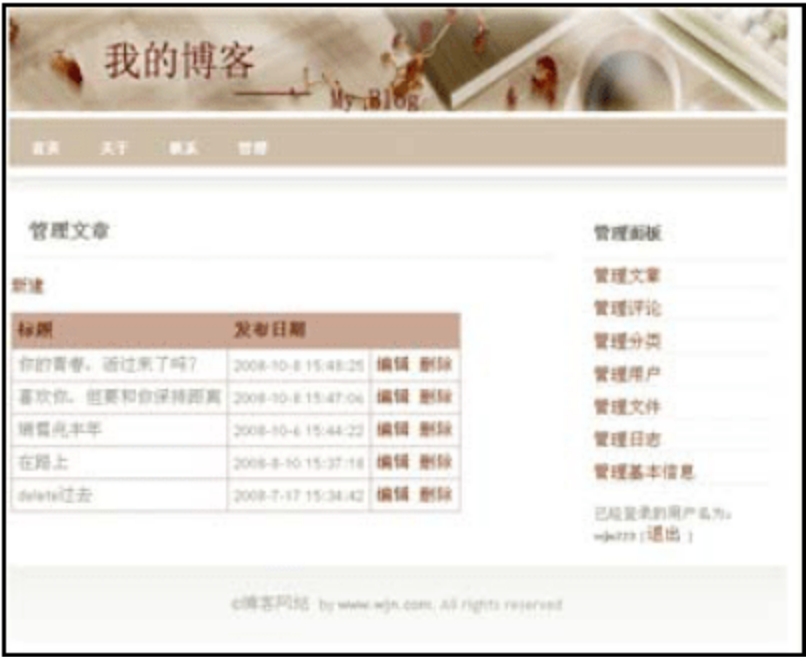 我的博客
My Blog
首页 关于 联系 管理
管理文章
新建
标题 发布日期
你的青春，活过来了吗？ 2008-10-8 15:48:25 编辑 删除
喜欢你，但要和你保持距离 2008-10-8 15:47:06 编辑 删除
瑞雪兆丰年 2008-10-6 15:44:22 编辑 删除
在路上 2008-8-10 15:37:18 编辑 删除
delete过去 2008-7-17 15:34:42 编辑 删除
管理面板
管理文章
管理评论
管理分类
管理用户
管理文件
管理日志
管理基本信息
已经登录的用户名为：
[退出 ]
©博客网站 by www.wjn.com. All rights reserved